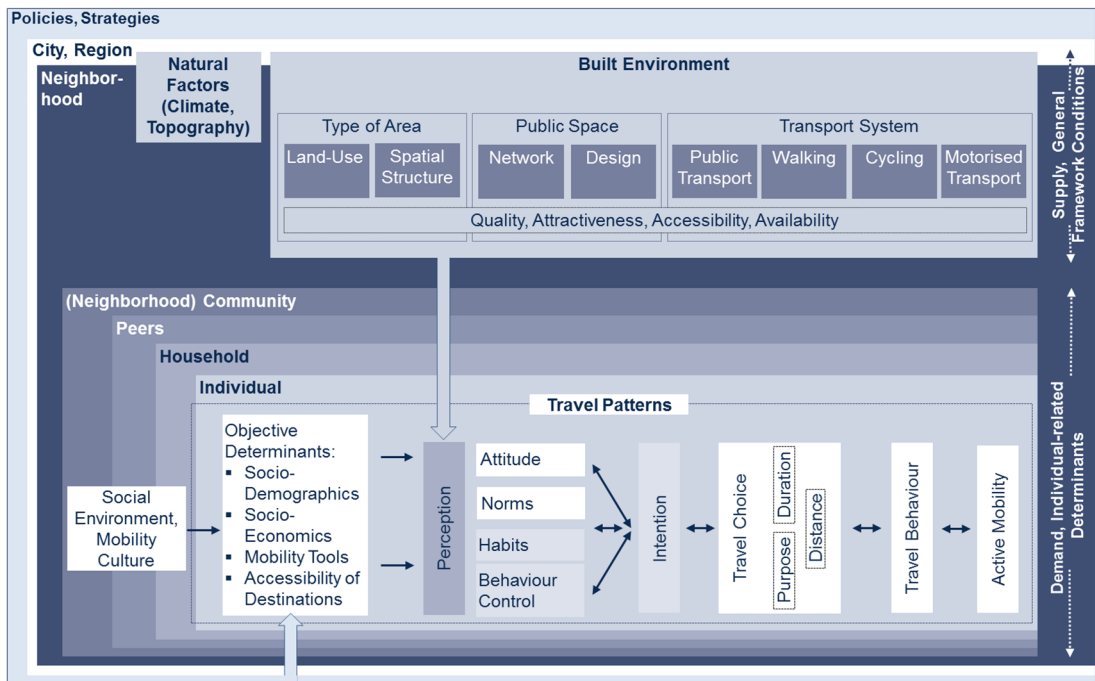 Policies, Strategies
City, Region
Neighbor-
hood
Natural
Factors
(Climate,
Topography)
Built Environment
Type of Area
Land-Use
Spatial
Structure
Public Space
Network
Design
Transport System
Public
Transport
Walking
Cycling
Motorised
Transport
Quality, Attractiveness, Accessibility, Availability
Supply, General
Framework Conditions
(Neighborhood) Community
Peers
Household
Individual
Travel Patterns
Social
Environment,
Mobility
Culture
Objective
Determinants:
▪ Socio-
Demographics
▪ Socio-
Economics
▪ Mobility Tools
▪ Accessibility of
Destinations
Perception
Attitude
Norms
Habits
Behaviour
Control
Intention
Travel Choice
Purpose
Duration
Distance
Travel Behaviour
Active Mobility
Demand, Individual-related
Determinants